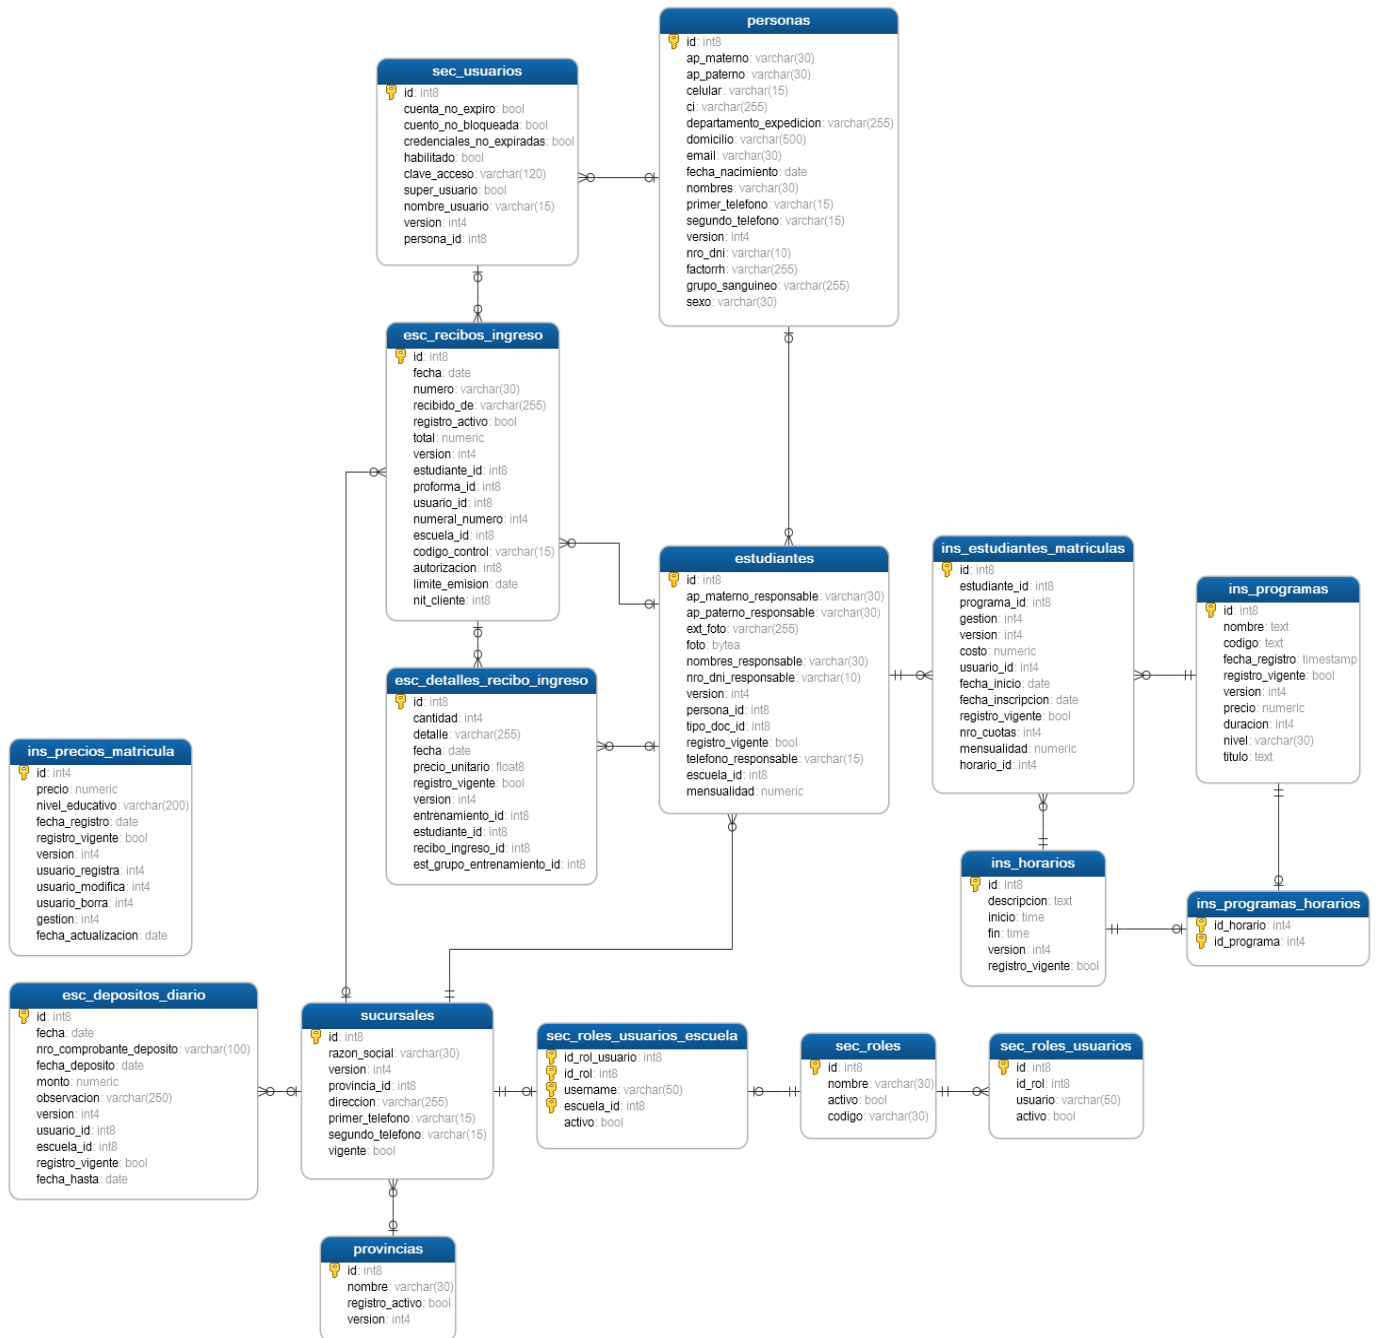 personas
id: int8
ap_materno: varchar(30)
ap_paterno: varchar(30)
celular: varchar(15)
ci: varchar(255)
departamento_expedicion: varchar(255)
domicilio: varchar(500)
email: varchar(30)
fecha_nacimiento: date
nombres: varchar(30)
primer_telefono: varchar(15)
segundo_telefono: varchar(15)
version: int4
nro_dni: varchar(10)
factorrh: varchar(255)
grupo_sanguineo: varchar(255)
sexo: varchar(30)
sec_usuarios
id: int8
cuenta_no_expiro: bool
cuento_no_bloqueada: bool
credenciales_no_expiradas: bool
habilitado: bool
clave_acceso: varchar(120)
super_usuario: bool
nombre_usuario: varchar(15)
version: int4
persona_id: int8
esc_recibos_ingreso
id: int8
fecha: date
numero: varchar(30)
recibido_de: varchar(255)
registro_activo: bool
total: numeric
version: int4
estudiante_id: int8
proforma_id: int8
usuario_id: int8
numeral_numero: int4
escuela_id: int8
codigo_control: varchar(15)
autorizacion: int8
limite_emision: date
nit_cliente: int8
estudiantes
id: int8
ap_materno_responsable: varchar(30)
ap_paterno_responsable: varchar(30)
ext_foto: varchar(255)
foto: bytea
nombres_responsable: varchar(30)
nro_dni_responsable: varchar(10)
version: int4
persona_id: int8
tipo_doc_id: int8
registro_vigente: bool
telefono_responsable: varchar(15)
escuela_id: int8
mensualidad: numeric
ins_estudiantes_matriculas
id: int8
estudiante_id: int8
programa_id: int8
gestion: int4
version: int4
costo: numeric
usuario_id: int4
fecha_inicio: date
fecha_inscripcion: date
registro_vigente: bool
nro_cuotas: int4
mensualidad: numeric
horario_id: int4
ins_programas
id: int8
nombre: text
codigo: text
fecha_registro: timestamp
registro_vigente: bool
version: int4
precio: numeric
duracion: int4
nivel: varchar(30)
titulo: text
esc_detalles_recibo_ingreso
id: int8
cantidad: int4
detalle: varchar(255)
fecha: date
precio_unitario: float8
registro_vigente: bool
version: int4
entrenamiento_id: int8
estudiante_id: int8
recibo_ingreso_id: int8
est_grupo_entrenamiento_id: int8
ins_precios_matricula
id: int4
precio: numeric
nivel_educativo: varchar(200)
fecha_registro: date
registro_vigente: bool
version: int4
usuario_registra: int4
usuario_modifica: int4
usuario_borra: int4
gestion: int4
fecha_actualizacion: date
ins_horarios
id: int8
descripcion: text
inicio: time
fin: time
version: int4
registro_vigente: bool
ins_programas_horarios
id_horario: int4
id_programa: int4
esc_depositos_diario
id: int8
fecha: date
nro_comprobante_deposito: varchar(100)
fecha_deposito: date
monto: numeric
observacion: varchar(250)
version: int4
usuario_id: int8
escuela_id: int8
registro_vigente: bool
fecha_hasta: date
sucursales
id: int8
razon_social: varchar(30)
version: int4
provincia_id: int8
direccion: varchar(255)
primer_telefono: varchar(15)
segundo_telefono: varchar(15)
vigente: bool
sec_roles_usuarios_escuela
id_rol_usuario: int8
id_rol: int8
username: varchar(50)
escuela_id: int8
activo: bool
sec_roles
id: int8
nombre: varchar(30)
activo: bool
codigo: varchar(30)
sec_roles_usuarios
id: int8
id_rol: int8
usuario: varchar(50)
activo: bool
provincias
id: int8
nombre: varchar(30)
registro_activo: bool
version: int4